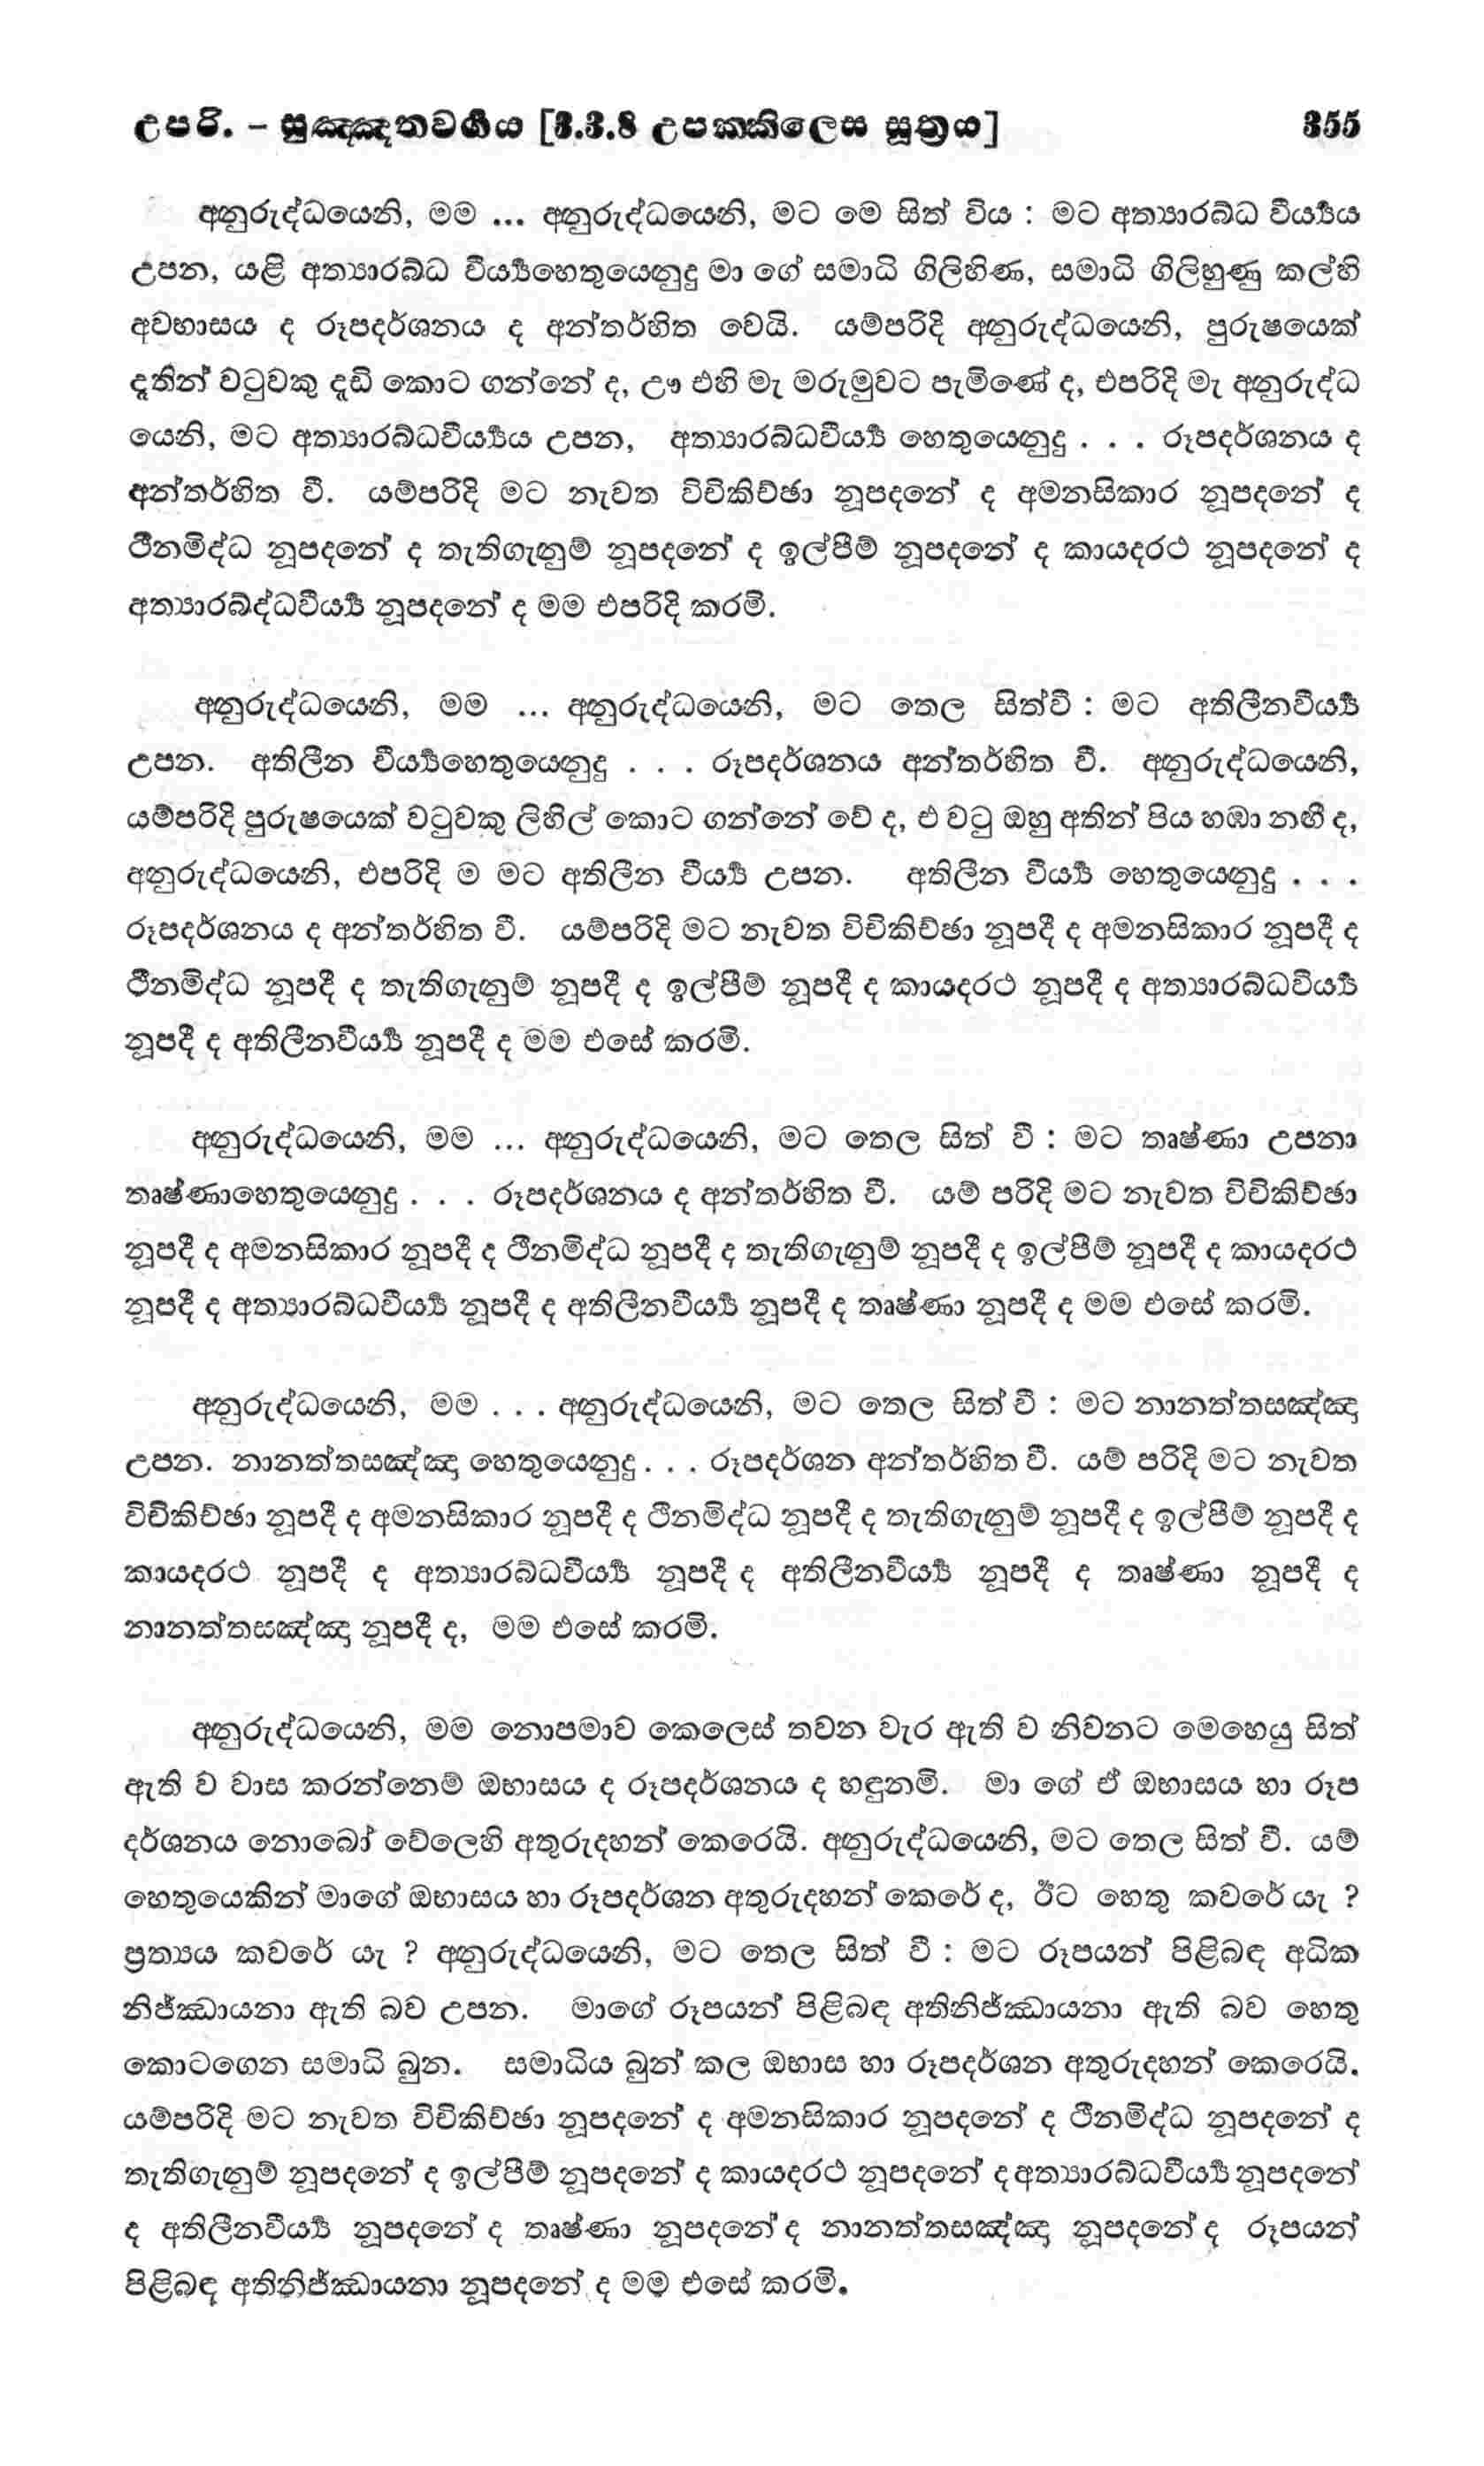 උපරි. – සුඤ්ඤතවර්‍ගය [3.3.8 උපක්කිලෙස සූත්‍රය] 355
අනුරුද්ධයෙනි, මම ... අනුරුද්ධයෙනි, මට මෙ සිත් විය : මට අත්‍යාරබ්ධ වීර්‍ය්‍යය
උපන, යළි අත්‍යාරබ්ධ වීර්‍ය්‍යහෙතුයෙනුදු මා ගේ සමාධි ගිලිහිණ, සමාධි ගිලිහුණු කල්හි
අවභාසය ද රූපදර්ශනය ද අන්තර්හිත වෙයි. යම්පරිදි අනුරුද්ධයෙනි, පුරුෂයෙක්
දෑතින් වටුවකු දැඩි කොට ගන්නේ ද, ඌ එහි මැ මරුමුවට පැමිණේ ද, එපරිදි මැ අනුරුද්ධ
යෙනි, මට අත්‍යාරබ්ධවීර්‍ය්‍යය උපන, අත්‍යාරබ්ධවීර්‍ය්‍ය හෙතුයෙනුදු . . . රූපදර්ශනය ද
අන්තර්හිත වී. යම්පරිදි මට නැවත විචිකිච්ඡා නූපදනේ ද අමනසිකාර නූපදනේ ද
ථීනමිද්ධ නූපදනේ ද තැතිගැනුම් නූපදනේ ද ඉල්පීම් නූපදනේ ද කායදරථ නූපදනේ ද
අත්‍යාරබ්ද්ධවීර්‍ය්‍ය නූපදනේ ද මම එපරිදි කරමි.
අනුරුද්ධයෙනි, මම ... අනුරුද්ධයෙනි, මට තෙල සිත්වී : මට අතිලීනවීර්‍ය්‍ය
උපන. අතිලීන වීර්‍ය්‍යහෙතුයෙනුදු . . . රූපදර්ශනය අන්තර්හිත වී. අනුරුද්ධයෙනි,
යම්පරිදි පුරුෂයෙක් වටුවකු ලිහිල් කොට ගන්නේ වේ ද, එ වටු ඔහු අතින් පිය හඹා නඟී ද,
අනුරුද්ධයෙනි, එපරිදි ම මට අතිලීන වීර්‍ය්‍ය උපන. අතිලීන වීර්‍ය්‍ය හෙතුයෙනුදු . . .
රූපදර්ශනය ද අන්තර්හිත වී. යම්පරිදි මට නැවත විචිකිච්ඡා නූපදී ද අමනසිකාර නූපදී ද
ථීනමිද්ධ නූපදී ද තැතිගැනුම් නූපදී ද ඉල්පීම් නූපදී ද කායදරථ නූපදී ද අත්‍යාරබ්ධවීර්‍ය්‍ය
නූපදී ද අතිලීනවීර්‍ය්‍ය නූපදී ද මම එසේ කරමි.
අනුරුද්ධයෙනි, මම ... අනුරුද්ධයෙනි, මට තෙල සිත් වී : මට තෘෂ්ණා උපනා
තෘෂ්ණාහෙතුයෙනුදු . . . රූපදර්ශනය ද අන්තර්හිත වී. යම් පරිදි මට නැවත විචිකිච්ඡා
නූපදී ද අමනසිකාර නූපදී ද ථීනමිද්ධ නූපදී ද තැතිගැනුම් නූපදී ද ඉල්පීම් නූපදී ද කායදරථ
නූපදී ද අත්‍යාරබ්ධවීර්‍ය්‍ය නූපදී ද අතිලීනවීර්‍ය්‍ය නූපදී ද තෘෂ්ණා නූපදී ද මම එසේ කරමි.
අනුරුද්ධයෙනි, මම . . . අනුරුද්ධයෙනි, මට තෙල සිත් වී : මට නානත්තසඤ්ඤා
උපන. නානත්තසඤ්ඤා හෙතුයෙනුදු . . . රූපදර්ශන අන්තර්හිත වී. යම් පරිදි මට නැවත
විචිකිච්ඡා නූපදී ද අමනසිකාර නූපදී ද ථීනමිද්ධ නූපදී ද තැතිගැනුම් නූපදී ද ඉල්පීම් නූපදී ද
කායදරථ නූපදී ද අත්‍යාරබ්ධවීර්‍ය්‍ය නූපදී ද අතිලීනවීර්‍ය්‍ය නූපදී ද තෘෂ්ණා නූපදී ද
නානත්තසඤ්ඤා නූපදී ද, මම එසේ කරමි.
අනුරුද්ධයෙනි, මම නොපමාව කෙලෙස් තවන වැර ඇති ව නිවනට මෙහෙයු සිත්
ඇති ව වාස කරන්නෙම් ඔභාසය ද රූපදර්ශනය ද හඳුනමි. මා ගේ ඒ ඔභාසය හා රූප
දර්ශනය නොබෝ වේලෙහි අතුරුදහන් කෙරෙයි. අනුරුද්ධයෙනි, මට තෙල සිත් වී. යම්
හෙතුයෙකින් මාගේ ඔභාසය හා රූපදර්ශන අතුරුදහන් කෙරේ ද, ඊට හෙතු කවරේ යැ ?
ප්‍රත්‍යය කවරේ යැ ? අනුරුද්ධයෙනි, මට තෙල සිත් වී : මට රූපයන් පිළිබඳ අධික
නිජ්ඣායනා ඇති බව උපන. මාගේ රූපයන් පිළිබඳ අතිනිජ්ඣායනා ඇති බව හෙතු
කොටගෙන සමාධි බුන. සමාධිය බුන් කල ඔභාස හා රූපදර්ශන අතුරුදහන් කෙරෙයි.
යම්පරිදි මට නැවත විචිකිච්ඡා නූපදනේ ද අමනසිකාර නූපදනේ ද ථීනමිද්ධ නූපදනේ ද
තැතිගැනුම් නූපදනේ ද ඉල්පීම් නූපදනේ ද කායදරථ නූපදනේ ද අත්‍යාරබ්ධවීර්‍ය්‍ය නූපදනේ
ද අතිලීනවීර්‍ය්‍ය නූපදනේ ද තෘෂ්ණා නූපදනේ ද නානත්තසඤ්ඤා නූපදනේ ද රූපයන්
පිළිබඳ අතිනිජ්ඣායනා නූපදනේ ද මම එසේ කරමි.